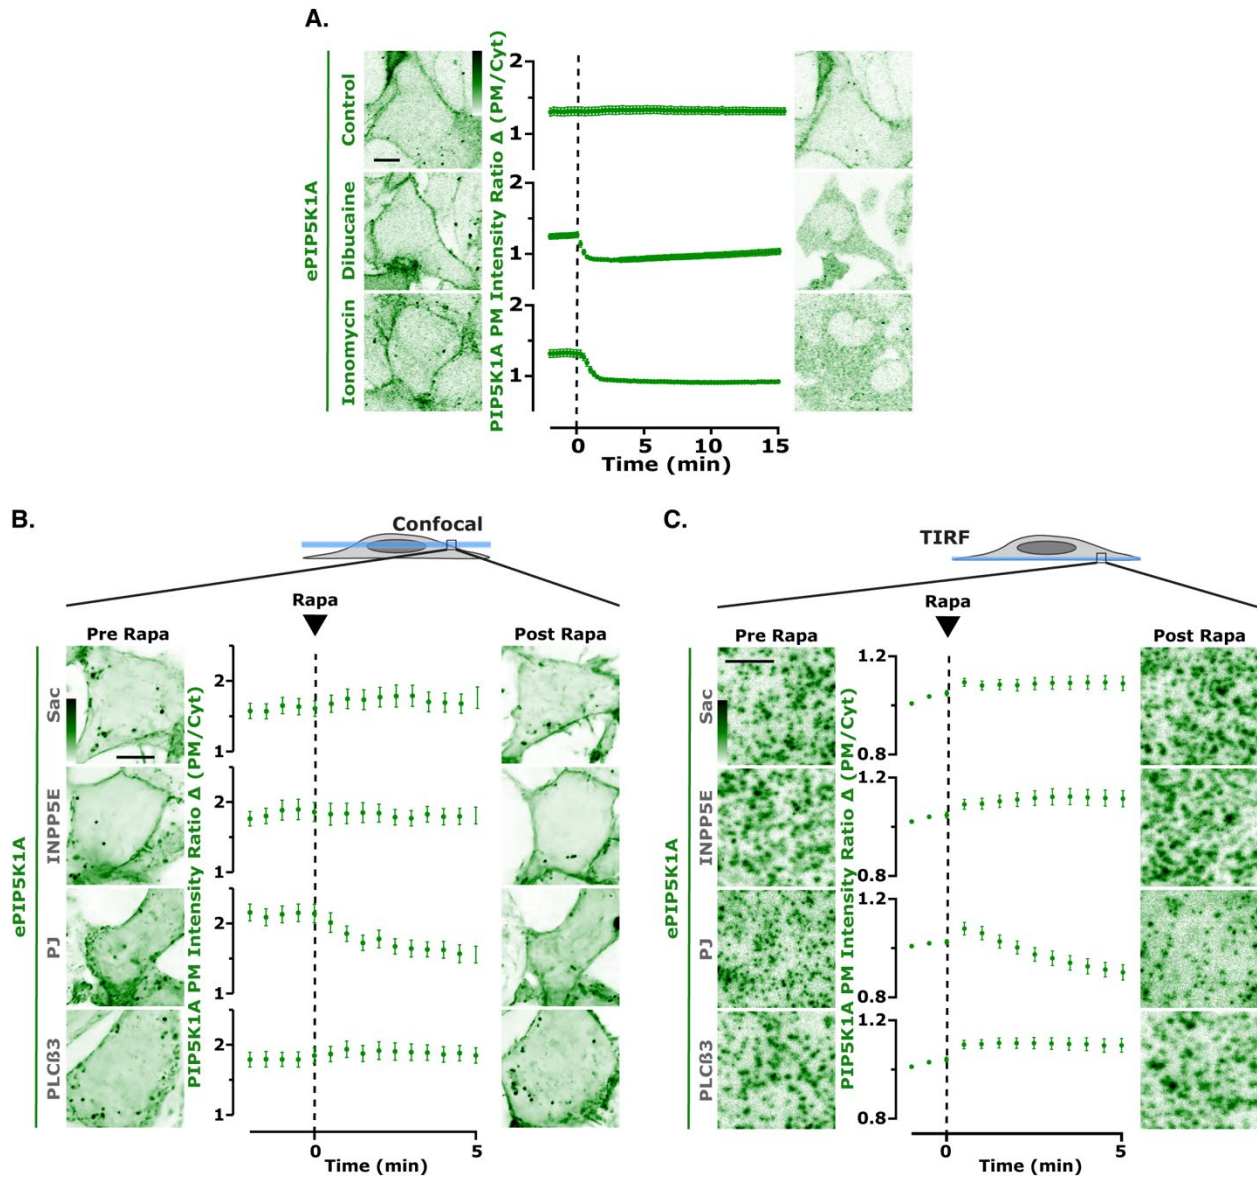 A.
ePIP5K1A
Control
Dibucaine
Ionomycin
PIP5K1A PM Intensity Ratio Δ (PM/Cyt)
2
1
2
1
2
1
0 5 10 15
Time (min)
B.
Confocal
Rapa
Pre Rapa
Post Rapa
ePIP5K1A
Sac
INPP5E
PJ
PLCß3
PIP5K1A PM Intensity Ratio Δ (PM/Cyt)
2
1
2
1
2
1
2
1
0 5
Time (min)
C.
TIRF
Rapa
Pre Rapa
Post Rapa
ePIP5K1A
Sac
INPP5E
PJ
PLCß3
PIP5K1A PM Intensity Ratio Δ (PM/Cyt)
1.2
0.8
1.2
0.8
1.2
0.8
1.2
0.8
0 5
Time (min)